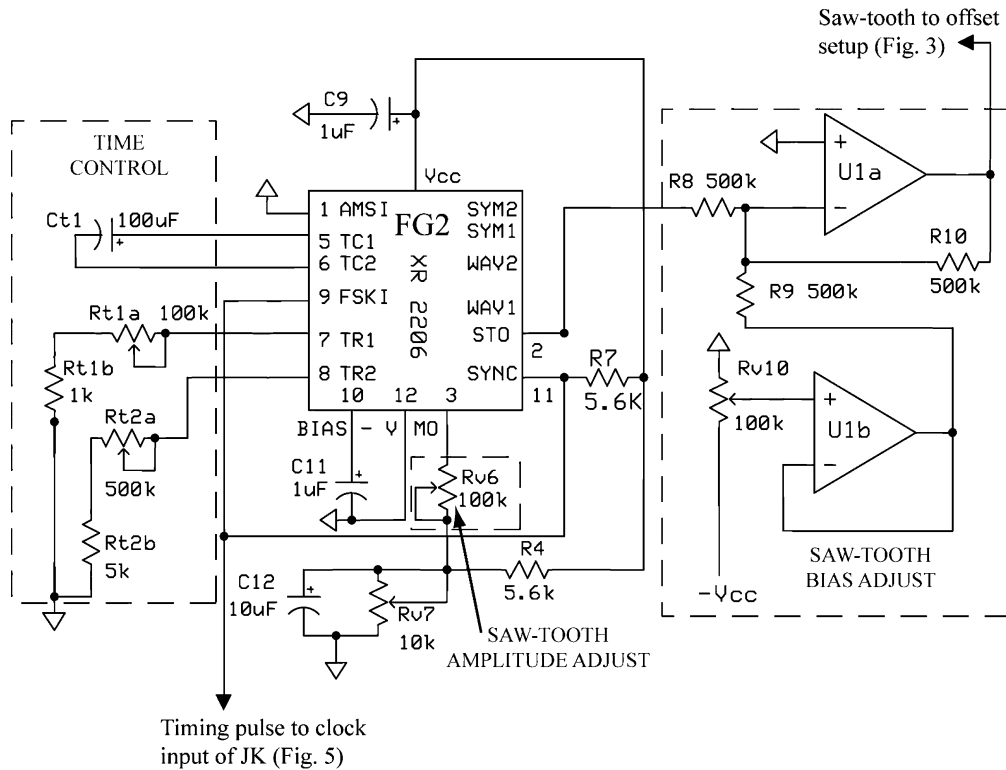 Saw-tooth to offset
setup (Fig. 3)
C9
1uF
TIME
CONTROL
Vcc
+
U1a
-
R8 500k
Ct1
100uF
1 AMSI
FG2
SYM2
SYM1
5 TC1
6 TC2
XR 2206
WAV2
R10
500k
9 FSKI
WAV1
R9 500k
Rt1a
100k
7 TR1
STO
2
Rt1b
1k
8 TR2
SYNC
11
R7
5.6K
Rv10
100k
+
U1b
-
10
12
3
BIAS
- V
MO
Rt2a
500k
C11
1uF
Rv6
100k
Rt2b
5k
R4
5.6k
SAW-TOOTH
BIAS ADJUST
-Vcc
C12
10uF
Rv7
10k
SAW-TOOTH
AMPLITUDE ADJUST
Timing pulse to clock
input of JK (Fig. 5)